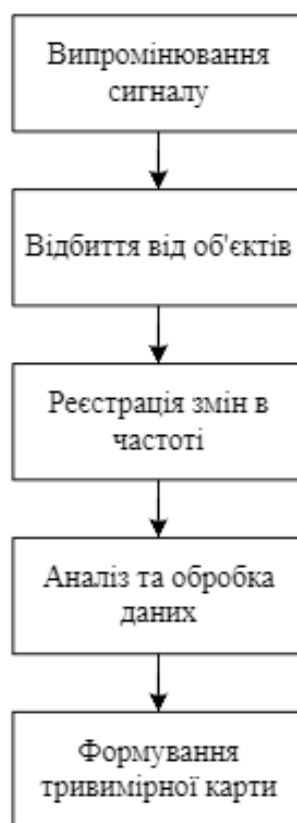 Випромінювання
сигналу
Відбиття від об'єктів
Реєстрація змін в
частоті
Аналіз та обробка
даних
Формування
тривимірної карти